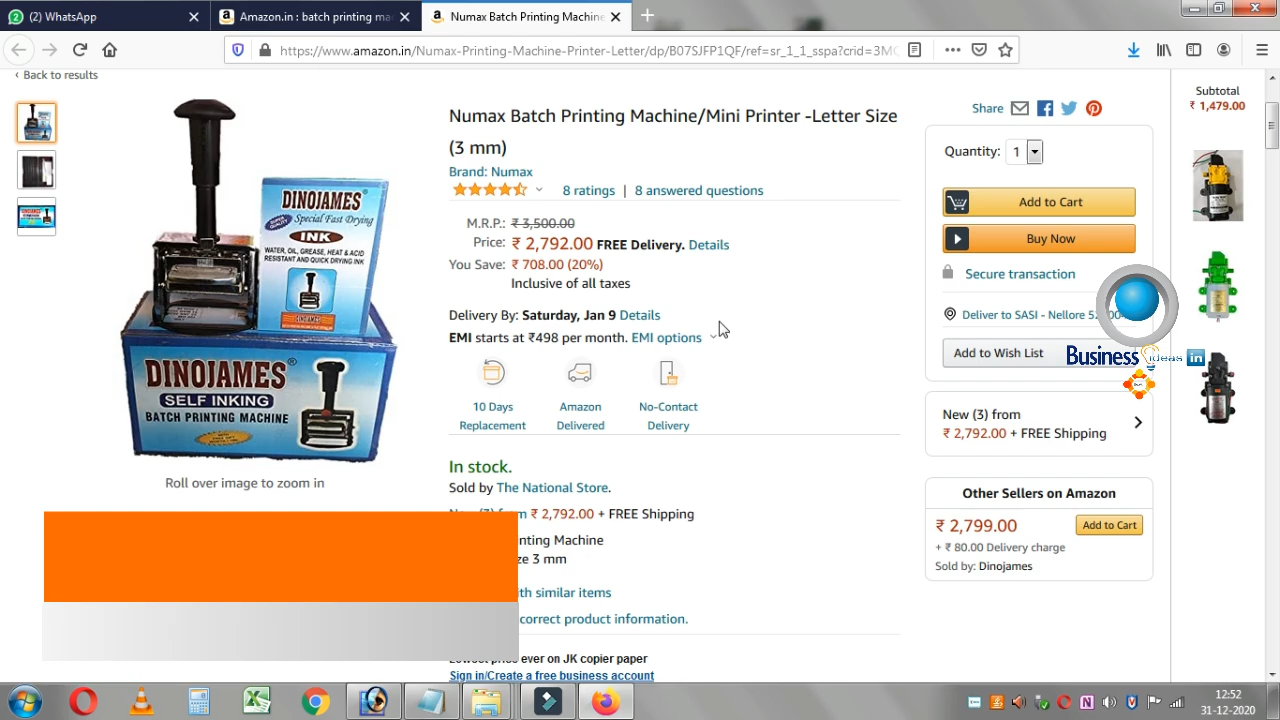 (2) WhatsApp
Amazon.in : batch printing ma
Numax Batch Printing Machine
https://www.amazon.in/Numax-Printing-Machine-Printer-Letter/dp/B07SJFP1QF/ref=sr_1_1_sspa?crid=3M
‹ Back to results
DINOJAMES
Special Fast Drying
INK
WATER, OIL, GREASE, HEAT & ACID
RESISTANT AND QUICK DRYING INK
DINOJAMES
SELF INKING
BATCH PRINTING MACHINE
Roll over image to zoom in
Numax Batch Printing Machine/Mini Printer -Letter Size
(3 mm)
Brand: Numax
8 ratings | 8 answered questions
M.R.P.: ₹ 3,500.00
Price: ₹ 2,792.00 FREE Delivery. Details
You Save: ₹ 708.00 (20%)
Inclusive of all taxes
Delivery By: Saturday, Jan 9 Details
EMI starts at ₹498 per month. EMI options
10 Days
Replacement
Amazon
Delivered
No-Contact
Delivery
In stock.
Sold by The National Store.
₹ 2,792.00 + FREE Shipping
nting Machine
ze 3 mm
ith similar items
correct product information.
Lowest price ever on JK copier paper
Sign in/Create a free business account
Share
Quantity: 1
Add to Cart
Buy Now
Secure transaction
Deliver to SASI - Nellore
Add to Wish List
Business Ideas in
New (3) from
₹ 2,792.00 + FREE Shipping
Other Sellers on Amazon
₹ 2,799.00
Add to Cart
+ ₹ 80.00 Delivery charge
Sold by: Dinojames
Subtotal
₹ 1,479.00
12:52
31-12-2020